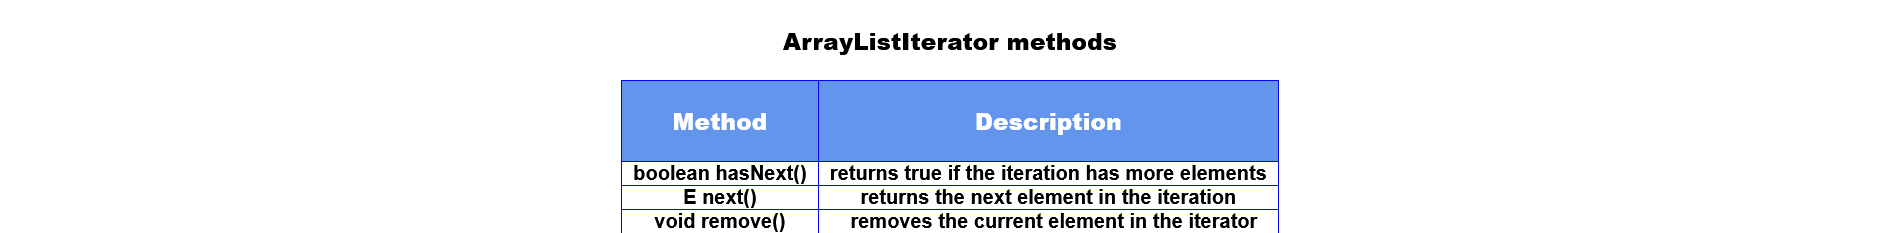 ArrayListIterator methods
Method Description
boolean hasNext() returns true if the iteration has more elements
E next() returns the next element in the iteration
void remove() removes the current element in the iterator